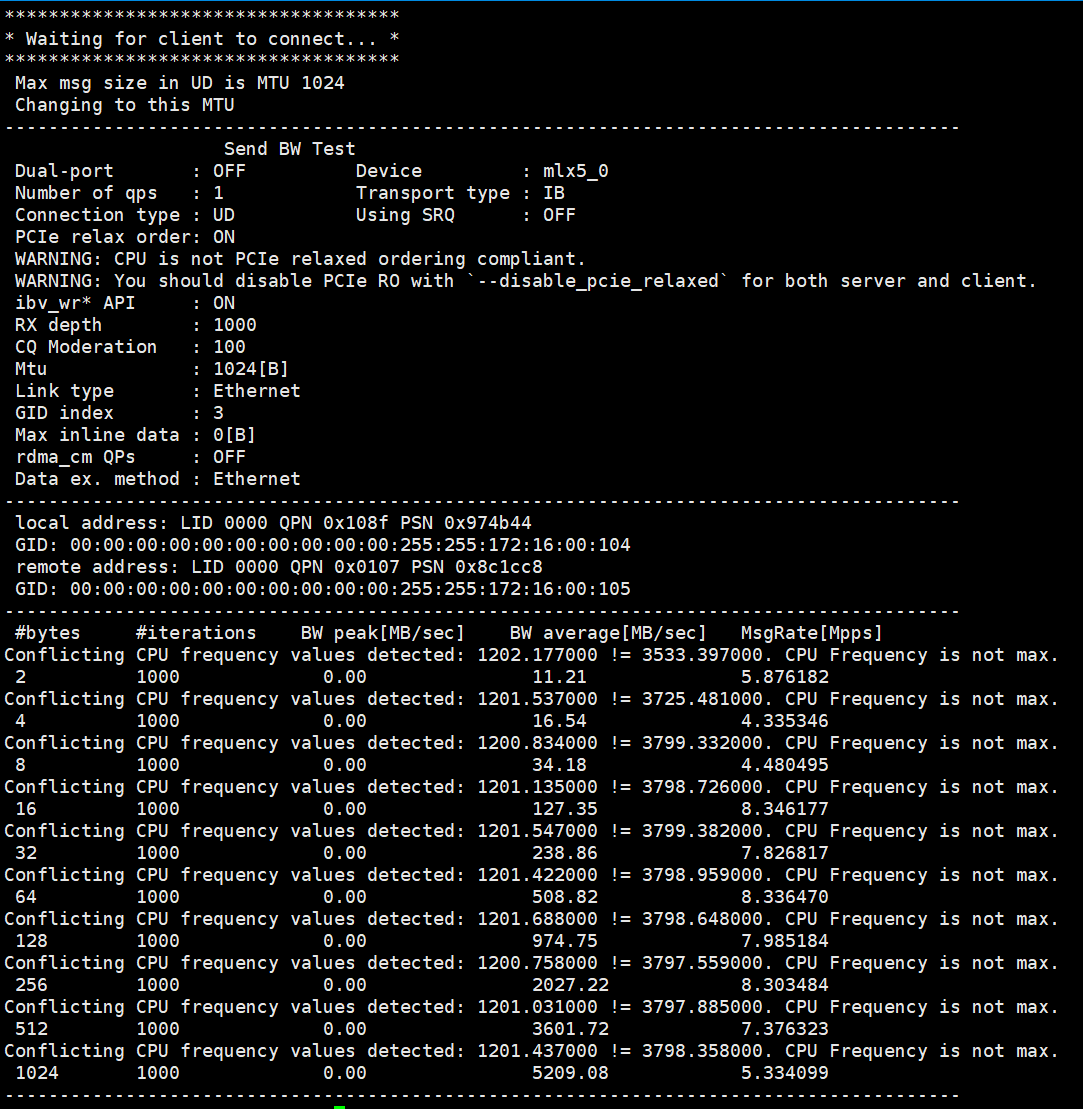 ************************************
* Waiting for client to connect... *
************************************
 Max msg size in UD is MTU 1024
 Changing to this MTU
---------------------------------------------------------------------------------------
                    Send BW Test
 Dual-port       : OFF          Device         : mlx5_0
 Number of qps   : 1            Transport type : IB
 Connection type : UD           Using SRQ      : OFF
 PCIe relax order: ON
 WARNING: CPU is not PCIe relaxed ordering compliant.
 WARNING: You should disable PCIe RO with `--disable_pcie_relaxed` for both server and client.
 ibv_wr* API     : ON
 RX depth        : 1000
 CQ Moderation   : 100
 Mtu             : 1024[B]
 Link type       : Ethernet
 GID index       : 3
 Max inline data : 0[B]
 rdma_cm QPs     : OFF
 Data ex. method : Ethernet
---------------------------------------------------------------------------------------
 local address: LID 0000 QPN 0x108f PSN 0x974b44
 GID: 00:00:00:00:00:00:00:00:00:00:255:255:172:16:00:104
 remote address: LID 0000 QPN 0x0107 PSN 0x8c1cc8
 GID: 00:00:00:00:00:00:00:00:00:00:255:255:172:16:00:105
---------------------------------------------------------------------------------------
 #bytes     #iterations    BW peak[MB/sec]    BW average[MB/sec]   MsgRate[Mpps]
Conflicting CPU frequency values detected: 1202.177000 != 3533.397000. CPU Frequency is not max.
 2          1000             0.00               11.21              5.876182
Conflicting CPU frequency values detected: 1201.537000 != 3725.481000. CPU Frequency is not max.
 4          1000             0.00               16.54              4.335346
Conflicting CPU frequency values detected: 1200.834000 != 3799.332000. CPU Frequency is not max.
 8          1000             0.00               34.18              4.480495
Conflicting CPU frequency values detected: 1201.135000 != 3798.726000. CPU Frequency is not max.
 16         1000             0.00               127.35             8.346177
Conflicting CPU frequency values detected: 1201.547000 != 3799.382000. CPU Frequency is not max.
 32         1000             0.00               238.86             7.826817
Conflicting CPU frequency values detected: 1201.422000 != 3798.959000. CPU Frequency is not max.
 64         1000             0.00               508.82             8.336470
Conflicting CPU frequency values detected: 1201.688000 != 3798.648000. CPU Frequency is not max.
 128        1000             0.00               974.75             7.985184
Conflicting CPU frequency values detected: 1200.758000 != 3797.559000. CPU Frequency is not max.
 256        1000             0.00               2027.22            8.303484
Conflicting CPU frequency values detected: 1201.031000 != 3797.885000. CPU Frequency is not max.
 512        1000             0.00               3601.72            7.376323
Conflicting CPU frequency values detected: 1201.437000 != 3798.358000. CPU Frequency is not max.
 1024       1000             0.00               5209.08            5.334099
---------------------------------------------------------------------------------------